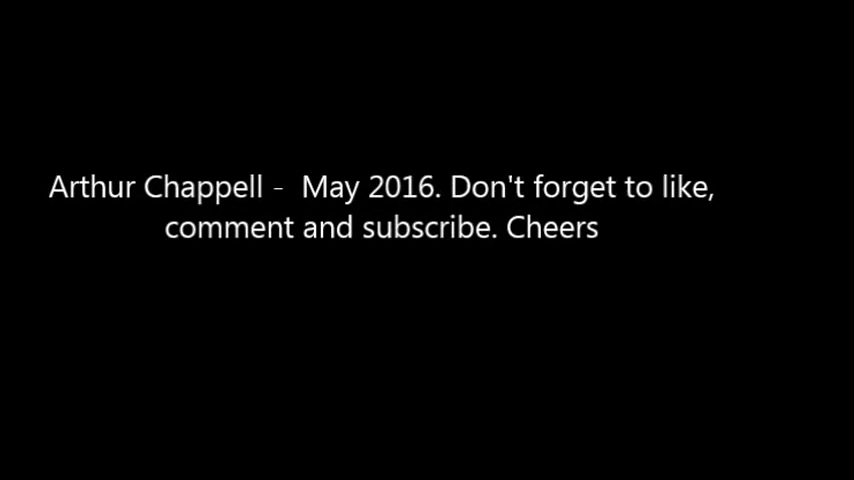 Arthur Chappell -  May 2016. Don't forget to like,
comment and subscribe. Cheers